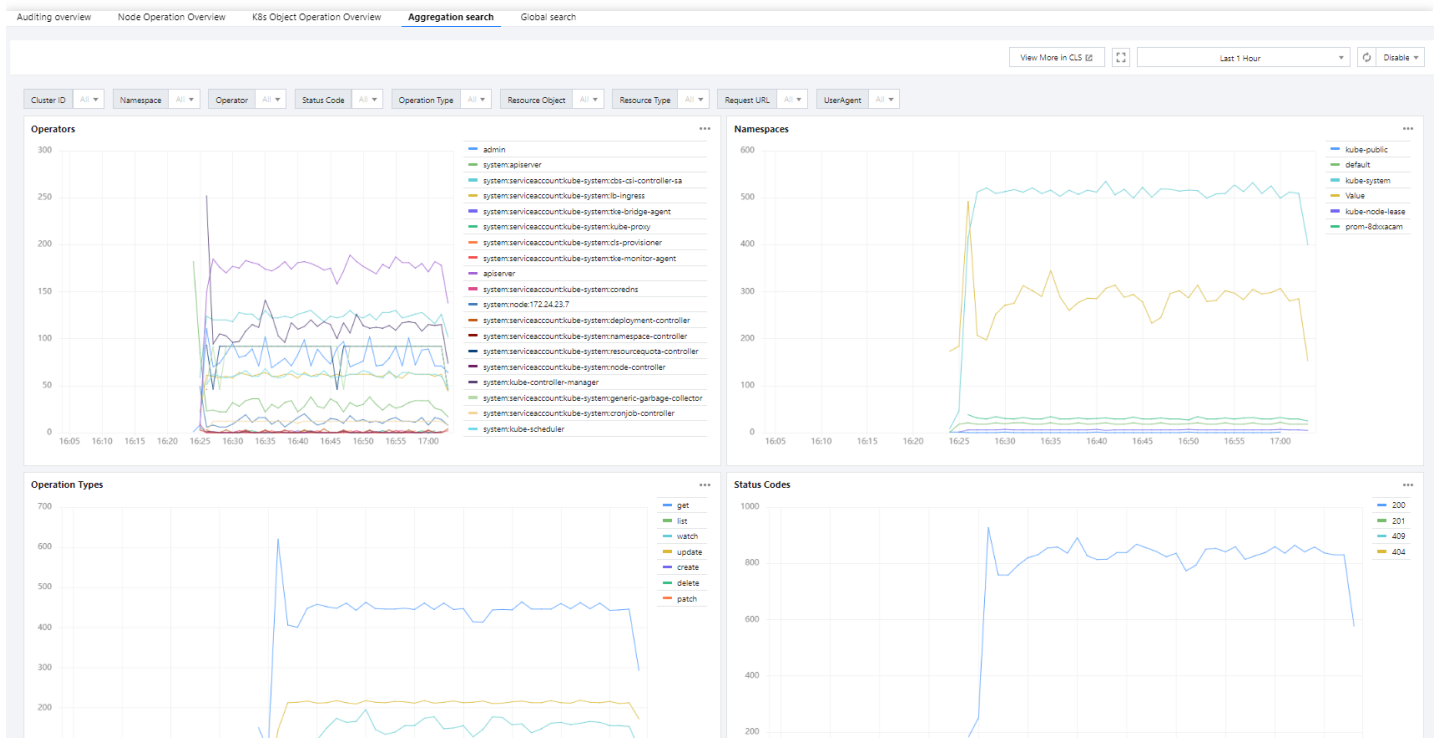 Auditing overview Node Operation Overview K8s Object Operation Overview Aggregation search Global search
View More in CLS Last 1 Hour Disable
Cluster ID All Namespace All Operator All Status Code All Operation Type All Resource Object All Resource Type All Request URL All UserAgent All
Operators
300
250
200
150
100
50
0
16:05 16:10 16:15 16:20 16:25 16:30 16:35 16:40 16:45 16:50 16:55 17:00
admin
system:apiserver
system:serviceaccount:kube-system:cbs-csi-controller-sa
system:serviceaccount:kube-system:lb-ingress
system:serviceaccount:kube-system:tke-bridge-agent
system:serviceaccount:kube-system:kube-proxy
system:serviceaccount:kube-system:cls-provisioner
system:serviceaccount:kube-system:tke-monitor-agent
apiserver
system:serviceaccount:kube-system:coredns
system:node:172.24.23.7
system:serviceaccount:kube-system:deployment-controller
system:serviceaccount:kube-system:namespace-controller
system:serviceaccount:kube-system:resourcequota-controller
system:serviceaccount:kube-system:node-controller
system:kube-controller-manager
system:serviceaccount:kube-system:generic-garbage-collector
system:serviceaccount:kube-system:cronjob-controller
system:kube-scheduler
Namespaces
600
500
400
300
200
100
0
16:05 16:10 16:15 16:20 16:25 16:30 16:35 16:40 16:45 16:50 16:55 17:00
kube-public
default
kube-system
Value
kube-node-lease
prom-8dxxacam
Operation Types
700
600
500
400
300
200
get
list
watch
update
create
delete
patch
Status Codes
1000
800
600
400
200
200
201
409
404